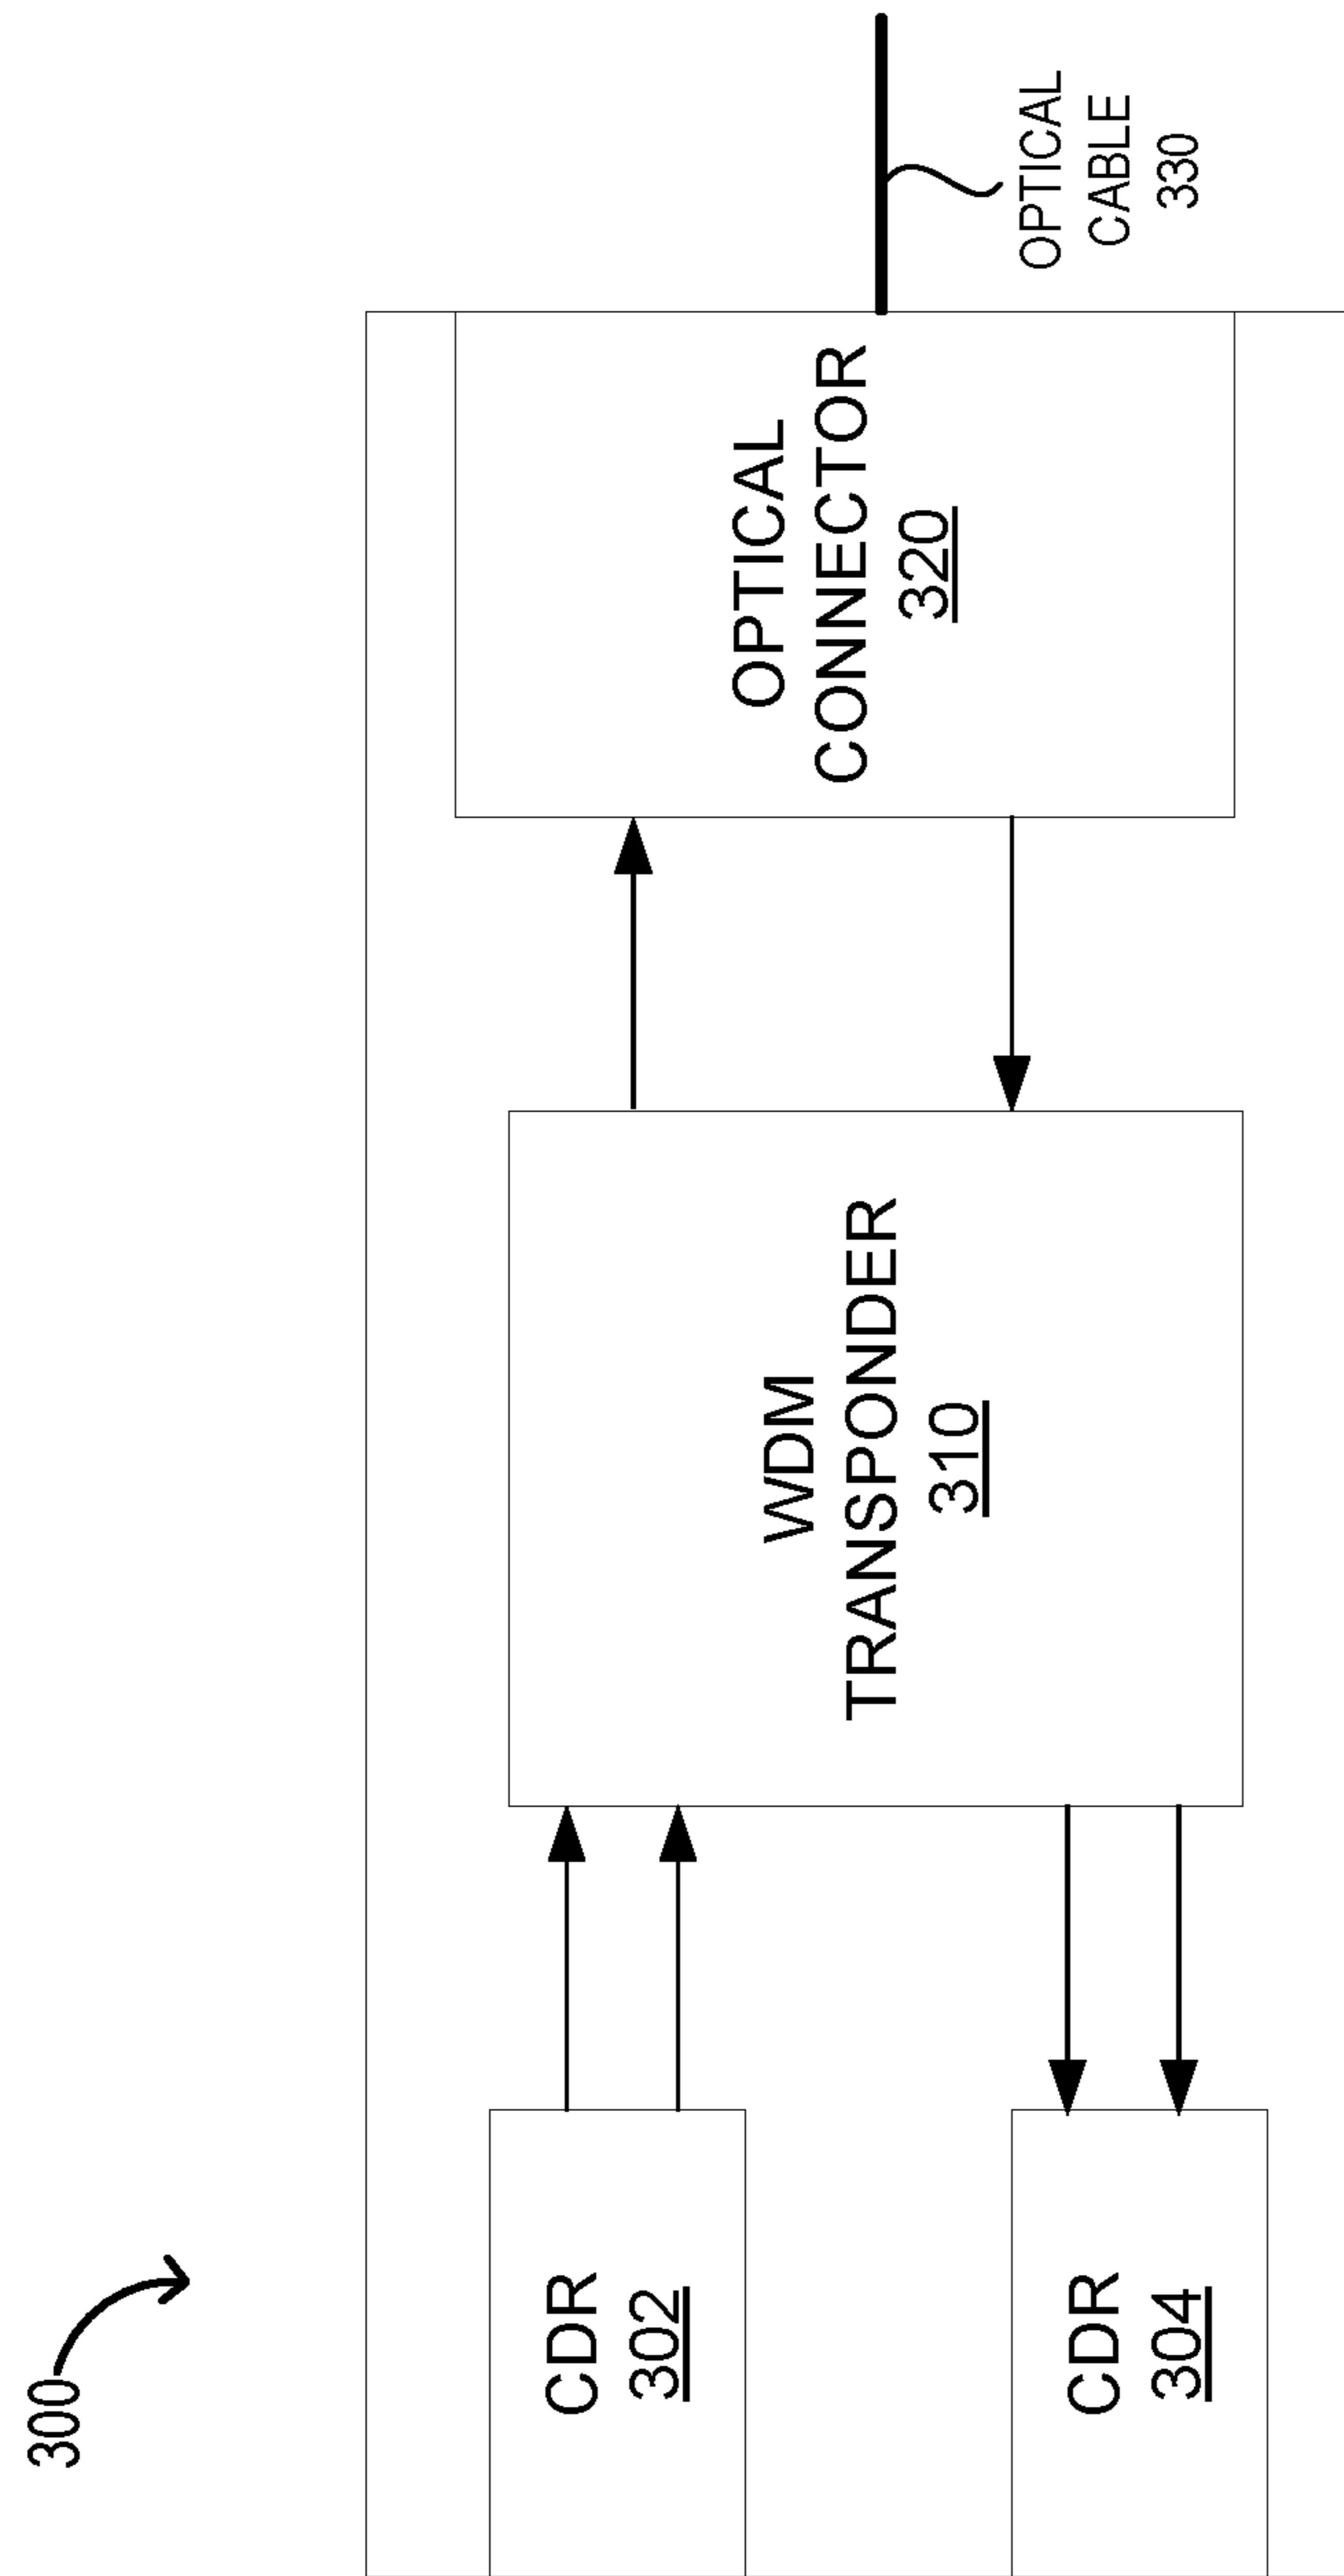 300
CDR
302
CDR
304
WDM
TRANSPONDER
310
OPTICAL
CONNECTOR
320
OPTICAL
CABLE
330